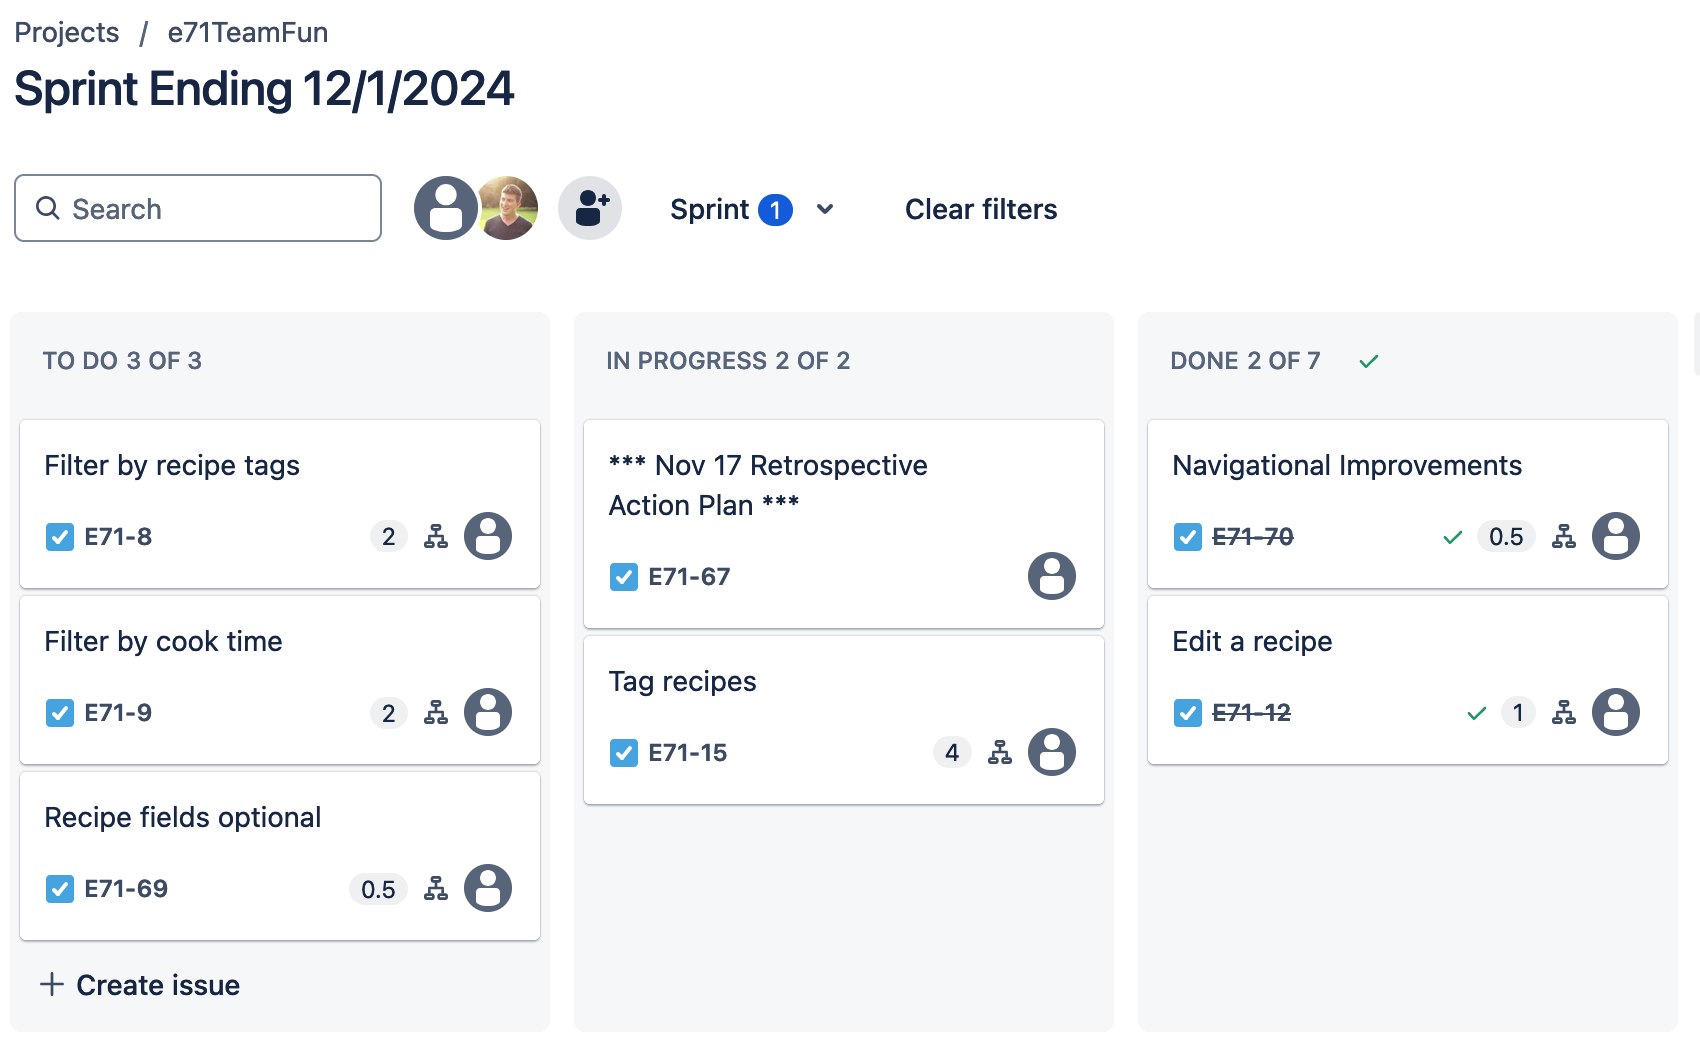 Projects / e71TeamFun
Sprint Ending 12/1/2024
Search
Sprint 1
Clear filters
TO DO 3 OF 3
Filter by recipe tags
E71-8 2
Filter by cook time
E71-9 2
Recipe fields optional
E71-69 0.5
+ Create issue
IN PROGRESS 2 OF 2
*** Nov 17 Retrospective
Action Plan ***
E71-67
Tag recipes
E71-15 4
DONE 2 OF 7
Navigational Improvements
E71-70 0.5
Edit a recipe
E71-12 1